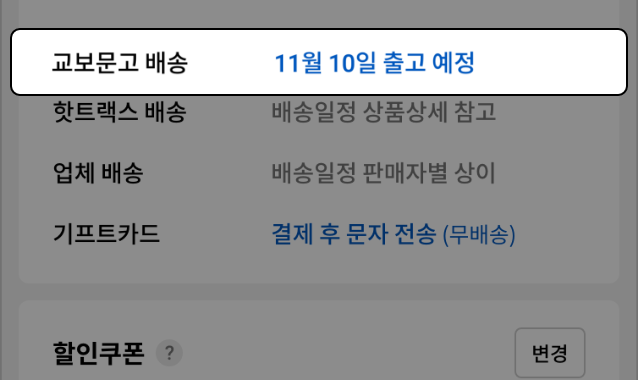 교보문고 배송 11월 10일 출고 예정
핫트랙스 배송 배송일정 상품상세 참고
업체 배송 배송일정 판매자별 상이
기프트카드 결제 후 문자 전송 (무배송)
할인쿠폰 ? 변경